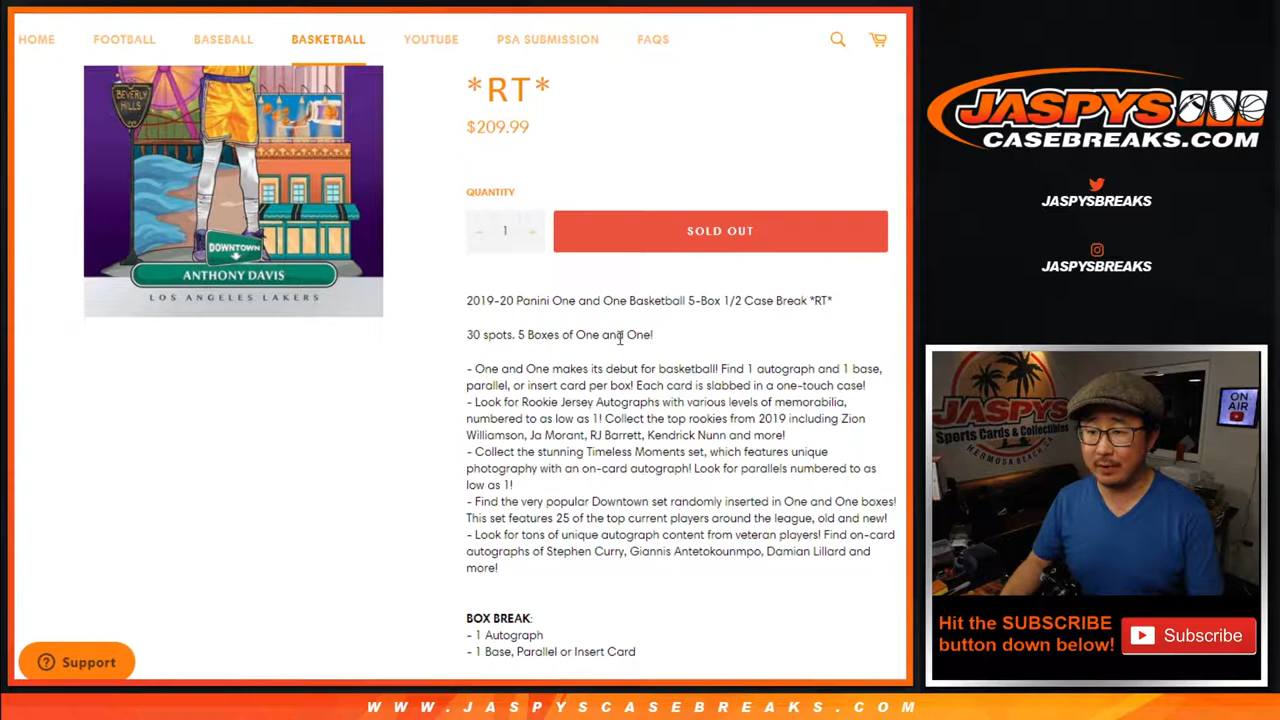 HOME FOOTBALL BASEBALL BASKETBALL YOUTUBE PSA SUBMISSION FAQS
BEVERLY HILLS
DOWNTOWN
ANTHONY DAVIS
LOS ANGELES LAKERS
*RT*
$209.99
QUANTITY
− 1 +
SOLD OUT
2019-20 Panini One and One Basketball 5-Box 1/2 Case Break *RT*
30 spots. 5 Boxes of One and One!
- One and One makes its debut for basketball! Find 1 autograph and 1 base,
parallel, or insert card per box! Each card is slabbed in a one-touch case!
- Look for Rookie Jersey Autographs with various levels of memorabilia,
numbered to as low as 1! Collect the top rookies from 2019 including Zion
Williamson, Ja Morant, RJ Barrett, Kendrick Nunn and more!
- Collect the stunning Timeless Moments set, which features unique
photography with an on-card autograph! Look for parallels numbered to as
low as 1!
- Find the very popular Downtown set randomly inserted in One and One boxes!
This set features 25 of the top current players around the league, old and new!
- Look for tons of unique autograph content from veteran players! Find on-card
autographs of Stephen Curry, Giannis Antetokounmpo, Damian Lillard and
more!
BOX BREAK:
- 1 Autograph
- 1 Base, Parallel or Insert Card
Support
JASPYS
CASEBREAKS.COM
JASPYSBREAKS
JASPYSBREAKS
JASPYS
Sports Cards & Collectibles
HERMOSA BEACH, CA
ON
AIR
Hit the SUBSCRIBE
button down below!
Subscribe
WWW.JASPYSCASEBREAKS.COM